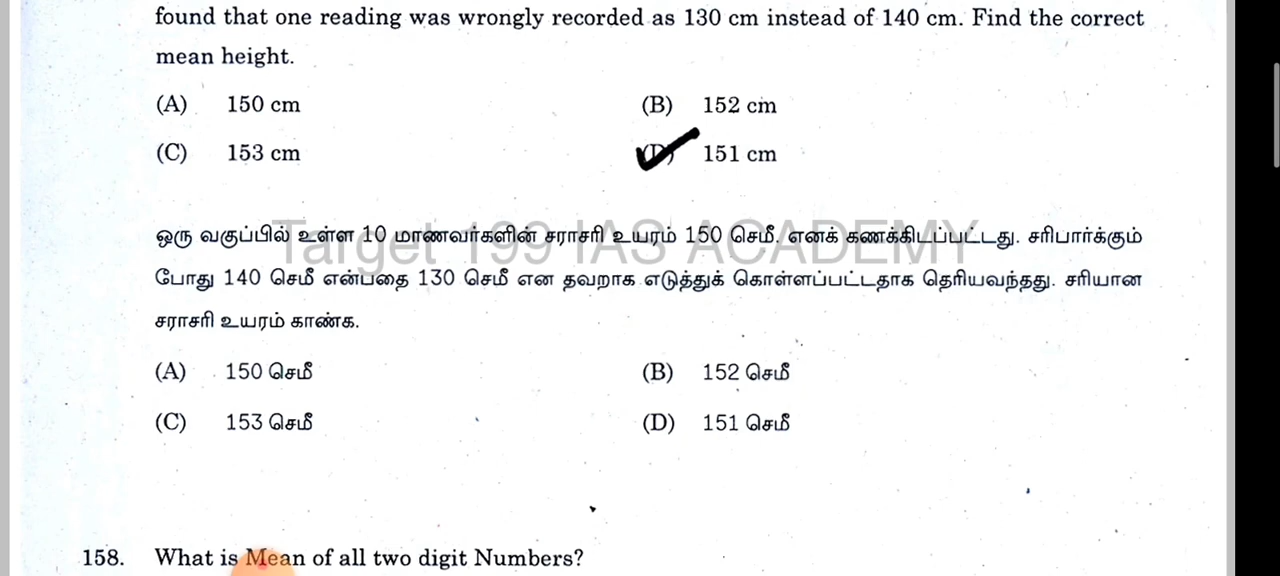 found that one reading was wrongly recorded as 130 cm instead of 140 cm. Find the correct
mean height.
(A) 150 cm (B) 152 cm
(C) 153 cm (D) 151 cm
Target 199 IAS ACADEMY
ஒரு வகுப்பில் உள்ள 10 மாணவர்களின் சராசரி உயரம் 150 செமீ. எனக் கணக்கிடப்பட்டது. சரிபார்க்கும்
போது 140 செமீ என்பதை 130 செமீ என தவறாக எடுத்துக் கொள்ளப்பட்டதாக தெரியவந்தது. சரியான
சராசரி உயரம் காண்க.
(A) 150 செமீ (B) 152 செமீ
(C) 153 செமீ (D) 151 செமீ
158. What is Mean of all two digit Numbers?